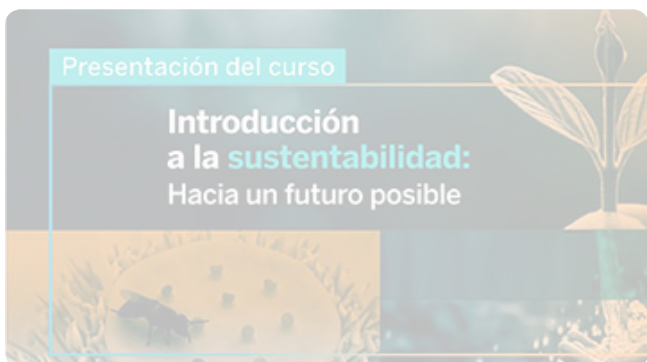 Presentación del curso
Introducción
a la sustentabilidad:
Hacia un futuro posible